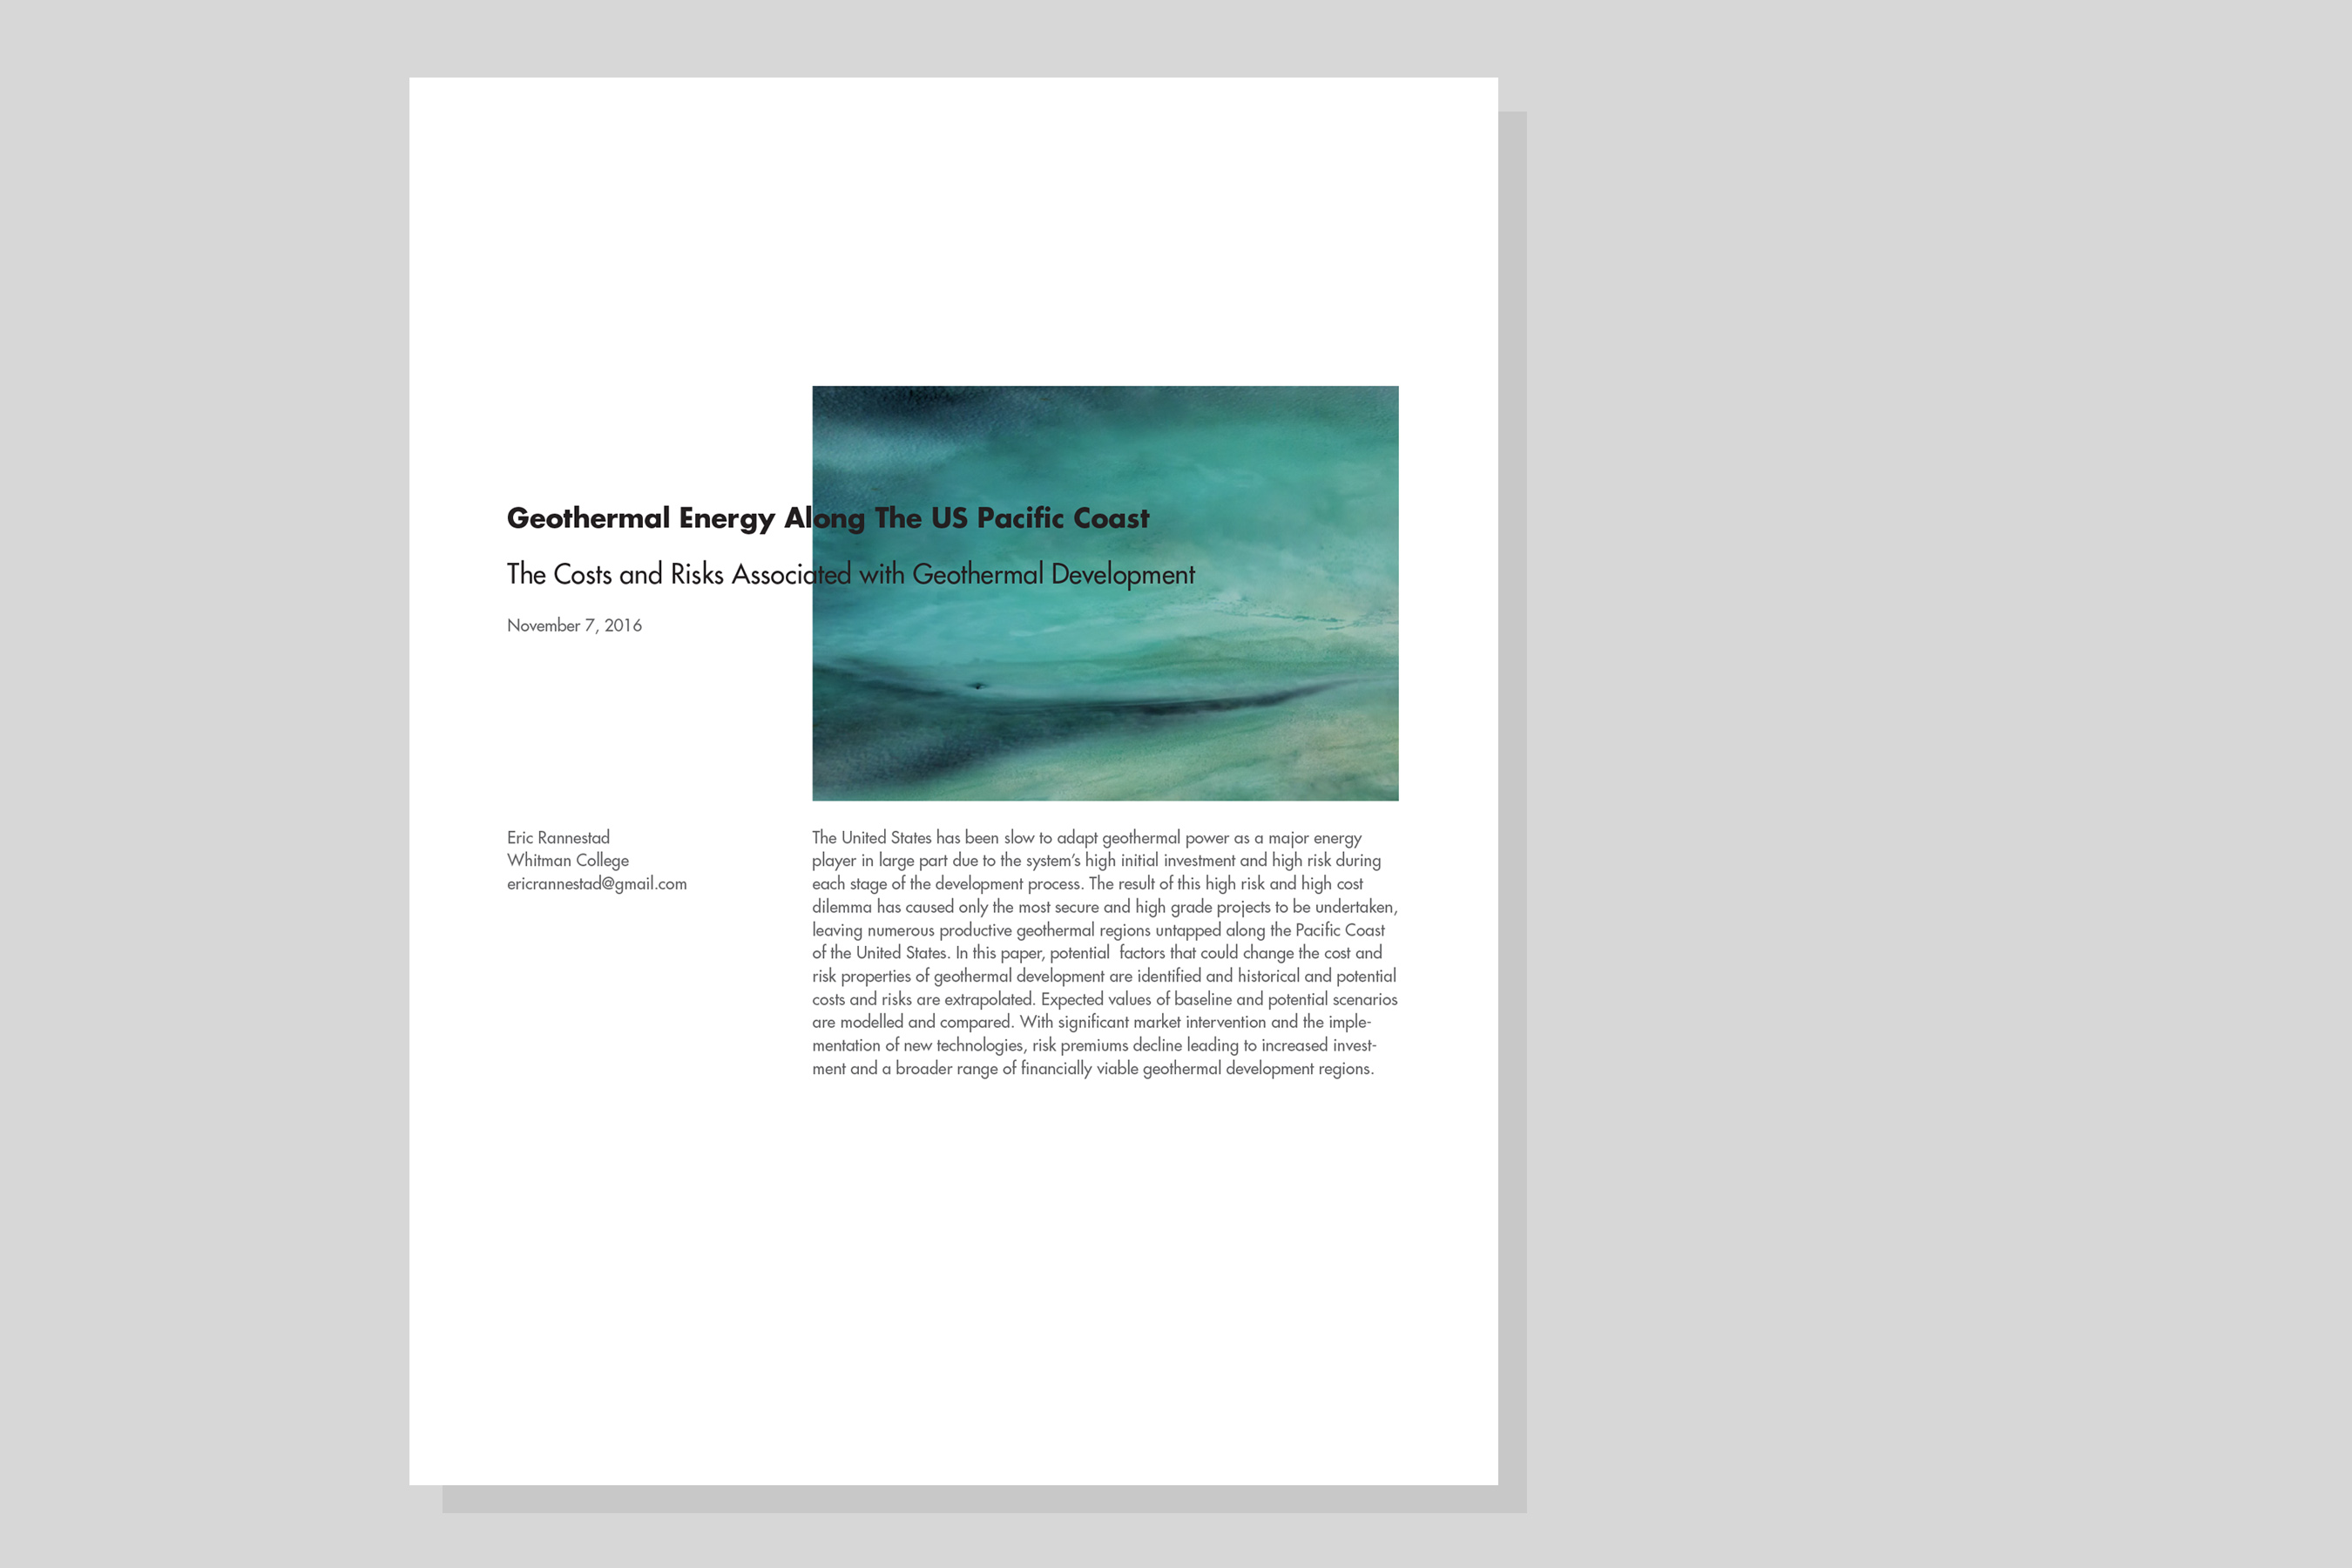 Geothermal Energy Along The US Pacific Coast
The Costs and Risks Associated with Geothermal Development
November 7, 2016
Eric Rannestad
Whitman College
ericrannestad@gmail.com
The United States has been slow to adapt geothermal power as a major energy
player in large part due to the system's high initial investment and high risk during
each stage of the development process. The result of this high risk and high cost
dilemma has caused only the most secure and high grade projects to be undertaken,
leaving numerous productive geothermal regions untapped along the Pacific Coast
of the United States. In this paper, potential  factors that could change the cost and
risk properties of geothermal development are identified and historical and potential
costs and risks are extrapolated. Expected values of baseline and potential scenarios
are modelled and compared. With significant market intervention and the imple-
mentation of new technologies, risk premiums decline leading to increased invest-
ment and a broader range of financially viable geothermal development regions.